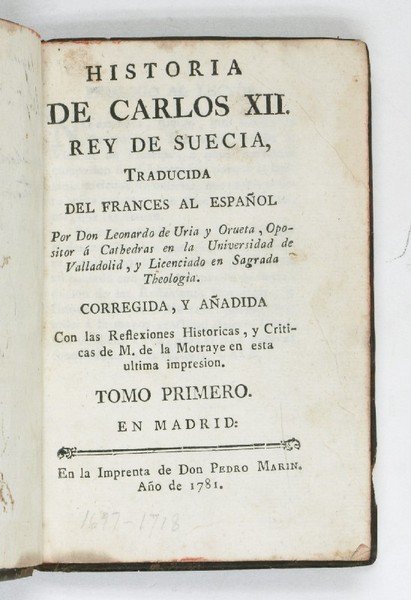 HISTORIA
DE CARLOS XII.
REY DE SUECIA,
TRADUCIDA
DEL FRANCES AL ESPAÑOL
Por Don Leonardo de Uria y Orueta, Opo-
sitor á Cathedras en la Universidad de
Valladolid, y Licenciado en Sagrada
Theologia.
CORREGIDA, Y AÑADIDA
Con las Reflexiones Historicas, y Criti-
cas de M. de la Motraye en esta
ultima impresion.
TOMO PRIMERO.
EN MADRID:
En la Imprenta de Don PEDRO MARIN.
Año de 1781.
1697-1718